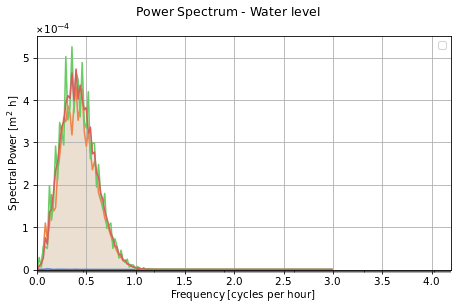 Power Spectrum - Water level
×10⁻⁴
5
4
3
2
1
0
Spectral Power [m² h]
0.0 0.5 1.0 1.5 2.0 2.5 3.0 3.5 4.0
Frequency [cycles per hour]